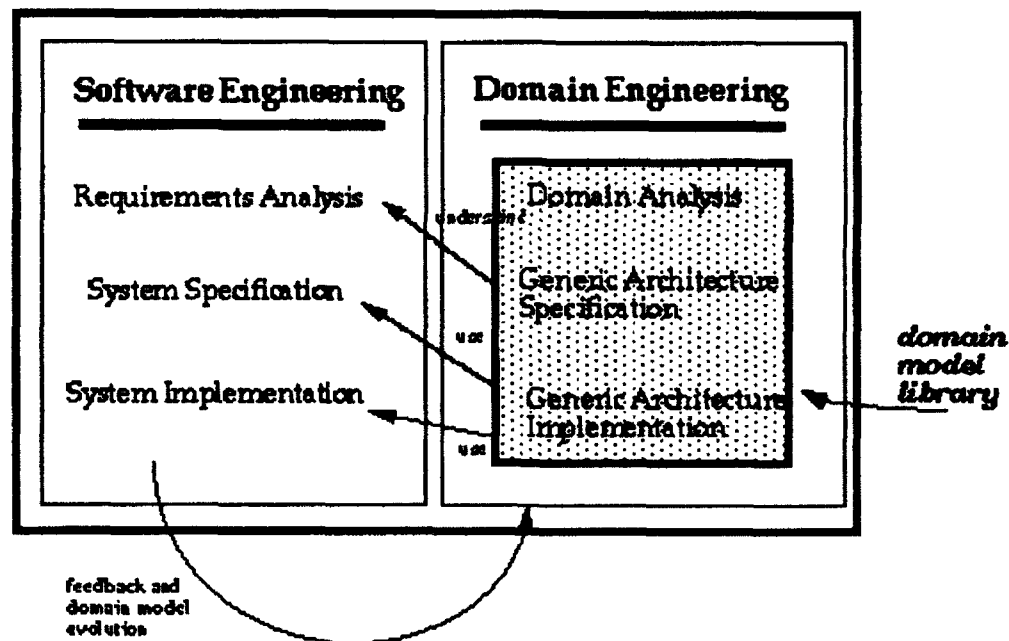 Software Engineering
Domain Engineering
Requirements Analysis
understand
Domain Analysis
System Specification
Generic Architecture
Specification
use
domain
model
library
System Implementation
Generic Architecture
Implementation
use
feedback and
domain model
evolution